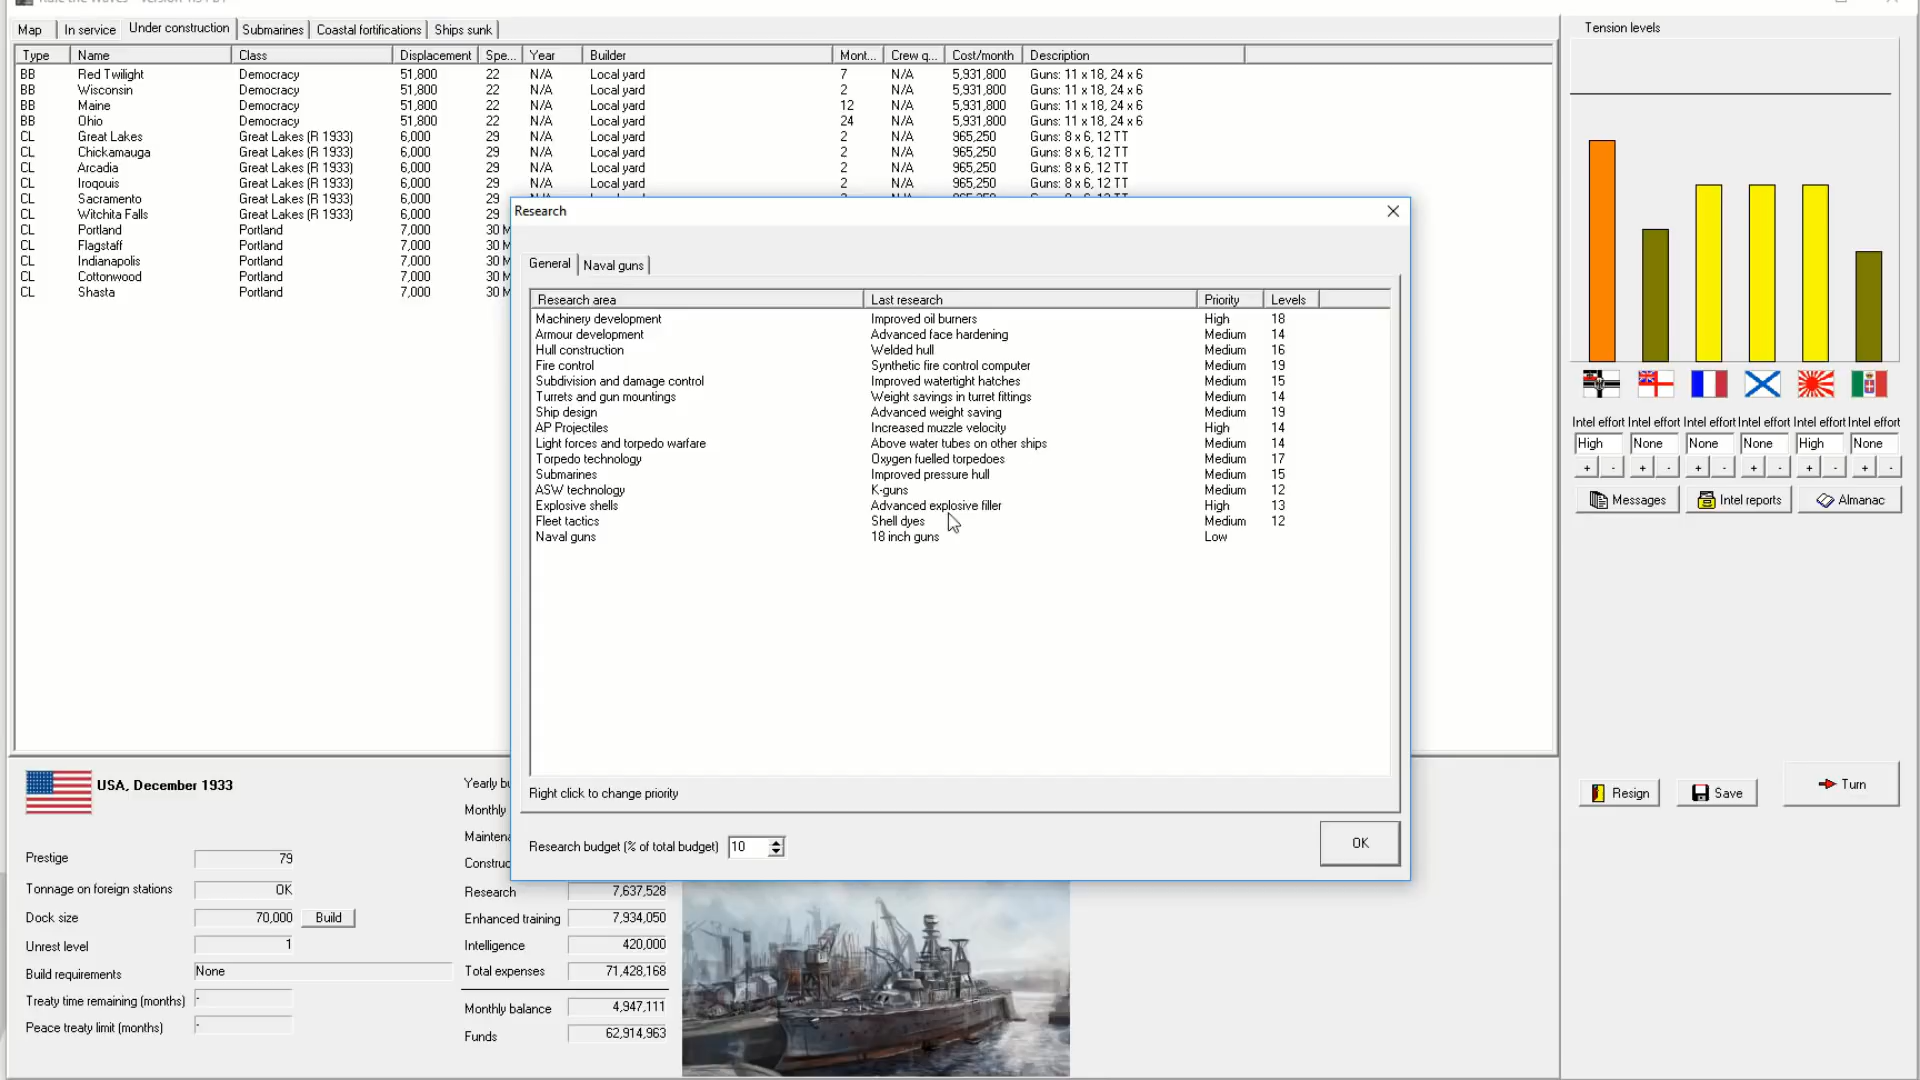 Map In service Under construction Submarines Coastal fortifications Ships sunk
Type Name Class Displacement Spe... Year Builder Mont... Crew q... Cost/month Description
BB Red Twilight Democracy 51,800 22 N/A Local yard 7 N/A 5,931,800 Guns: 11 x 18, 24 x 6
BB Wisconsin Democracy 51,800 22 N/A Local yard 2 N/A 5,931,800 Guns: 11 x 18, 24 x 6
BB Maine Democracy 51,800 22 N/A Local yard 12 N/A 5,931,800 Guns: 11 x 18, 24 x 6
BB Ohio Democracy 51,800 22 N/A Local yard 24 N/A 5,931,800 Guns: 11 x 18, 24 x 6
CL Great Lakes Great Lakes (R 1933) 6,000 29 N/A Local yard 2 N/A 965,250 Guns: 8 x 6, 12 TT
CL Chickamauga Great Lakes (R 1933) 6,000 29 N/A Local yard 2 N/A 965,250 Guns: 8 x 6, 12 TT
CL Arcadia Great Lakes (R 1933) 6,000 29 N/A Local yard 2 N/A 965,250 Guns: 8 x 6, 12 TT
CL Iroqouis Great Lakes (R 1933) 6,000 29 N/A Local yard 2 N/A 965,250 Guns: 8 x 6, 12 TT
CL Sacramento Great Lakes (R 1933) 6,000 29
CL Witchita Falls Great Lakes (R 1933) 6,000 29
CL Portland Portland 7,000 30
CL Flagstaff Portland 7,000 30
CL Indianapolis Portland 7,000 30
CL Cottonwood Portland 7,000 30
CL Shasta Portland 7,000 30
Research
General Naval guns
Research area Last research Priority Levels
Machinery development Improved oil burners High 18
Armour development Advanced face hardening Medium 14
Hull construction Welded hull Medium 16
Fire control Synthetic fire control computer Medium 19
Subdivision and damage control Improved watertight hatches Medium 15
Turrets and gun mountings Weight savings in turret fittings Medium 14
Ship design Advanced weight saving Medium 19
AP Projectiles Increased muzzle velocity High 14
Light forces and torpedo warfare Above water tubes on other ships Medium 14
Torpedo technology Oxygen fuelled torpedoes Medium 17
Submarines Improved pressure hull Medium 15
ASW technology K-guns Medium 12
Explosive shells Advanced explosive filler High 13
Fleet tactics Shell dyes Medium 12
Naval guns 18 inch guns Low
Right click to change priority
Research budget (% of total budget) 10
OK
Tension levels
Intel effort Intel effort Intel effort Intel effort Intel effort Intel effort
High None None None High None
+ - + - + - + - + - + -
Messages Intel reports Almanac
Resign Save Turn
USA, December 1933
Prestige 79
Tonnage on foreign stations OK
Dock size 70,000 Build
Unrest level 1
Build requirements None
Treaty time remaining (months) -
Peace treaty limit (months) -
Yearly
Monthly
Research 7,637,528
Enhanced training 7,934,050
Intelligence 420,000
Total expenses 71,428,168
Monthly balance 4,947,111
Funds 62,914,963